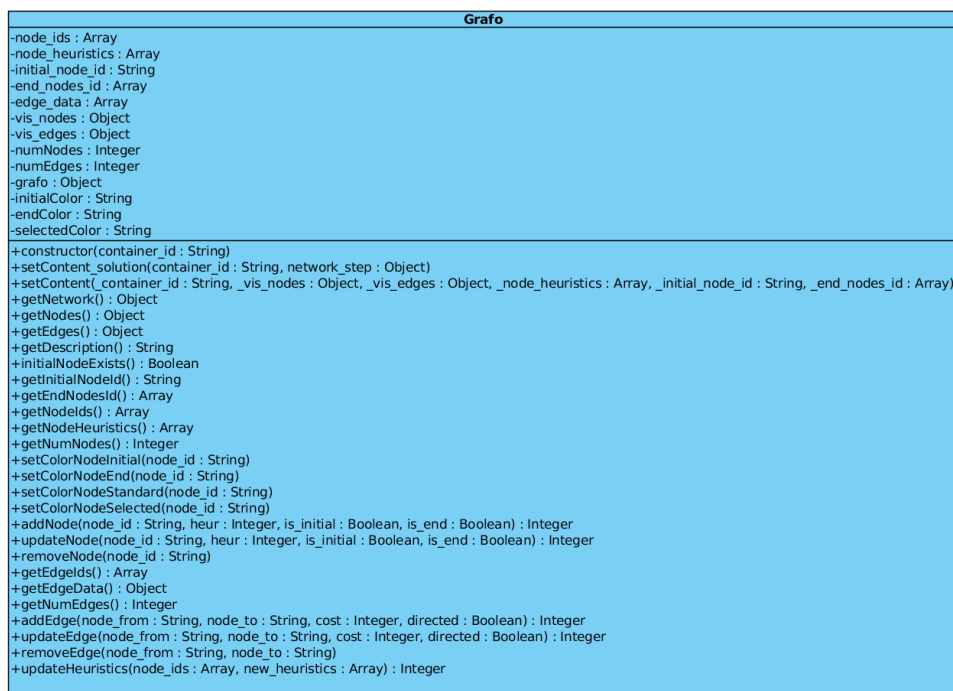 Grafo
-node_ids : Array
-node_heuristics : Array
-initial_node_id : String
-end_nodes_id : Array
-edge_data : Array
-vis_nodes : Object
-vis_edges : Object
-numNodes : Integer
-numEdges : Integer
-grafo : Object
-initialColor : String
-endColor : String
-selectedColor : String
+constructor(container_id : String)
+setContent_solution(container_id : String, network_step : Object)
+setContent(_container_id : String, _vis_nodes : Object, _vis_edges : Object, _node_heuristics : Array, _initial_node_id : String, _end_nodes_id : Array)
+getNetwork() : Object
+getNodes() : Object
+getEdges() : Object
+getDescription() : String
+initialNodeExists() : Boolean
+getInitialNodeId() : String
+getEndNodesId() : Array
+getNodeIds() : Array
+getNodeHeuristics() : Array
+getNumNodes() : Integer
+setColorNodeInitial(node_id : String)
+setColorNodeEnd(node_id : String)
+setColorNodeStandard(node_id : String)
+setColorNodeSelected(node_id : String)
+addNode(node_id : String, heur : Integer, is_initial : Boolean, is_end : Boolean) : Integer
+updateNode(node_id : String, heur : Integer, is_initial : Boolean, is_end : Boolean) : Integer
+removeNode(node_id : String)
+getEdgeIds() : Array
+getEdgeData() : Object
+getNumEdges() : Integer
+addEdge(node_from : String, node_to : String, cost : Integer, directed : Boolean) : Integer
+updateEdge(node_from : String, node_to : String, cost : Integer, directed : Boolean) : Integer
+removeEdge(node_from : String, node_to : String)
+updateHeuristics(node_ids : Array, new_heuristics : Array) : Integer